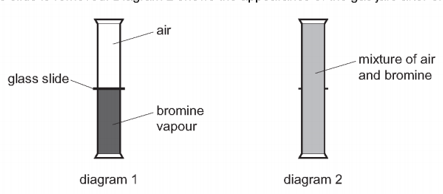 air
glass slide
bromine
vapour
diagram 1
mixture of air
and bromine
diagram 2